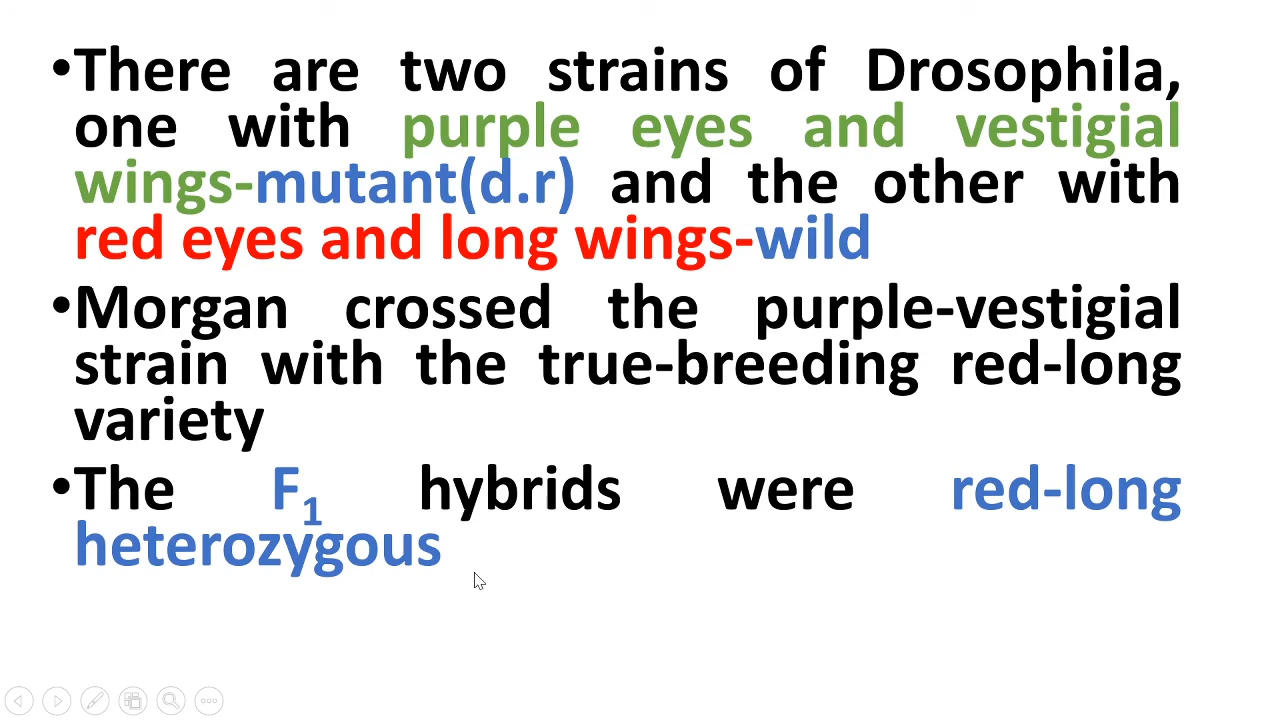 •There are two strains of Drosophila,
one with purple eyes and vestigial
wings-mutant(d.r) and the other with
red eyes and long wings-wild
•Morgan crossed the purple-vestigial
strain with the true-breeding red-long
variety
•The F₁ hybrids were red-long
heterozygous